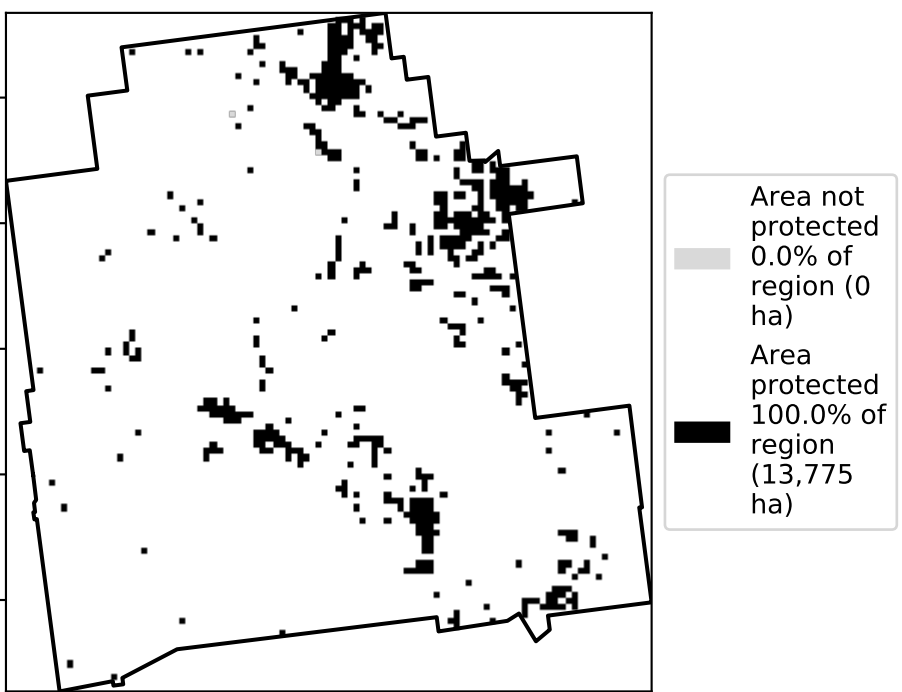 Area not
protected
0.0% of
region (0
ha)
Area
protected
100.0% of
region
(13,775
ha)